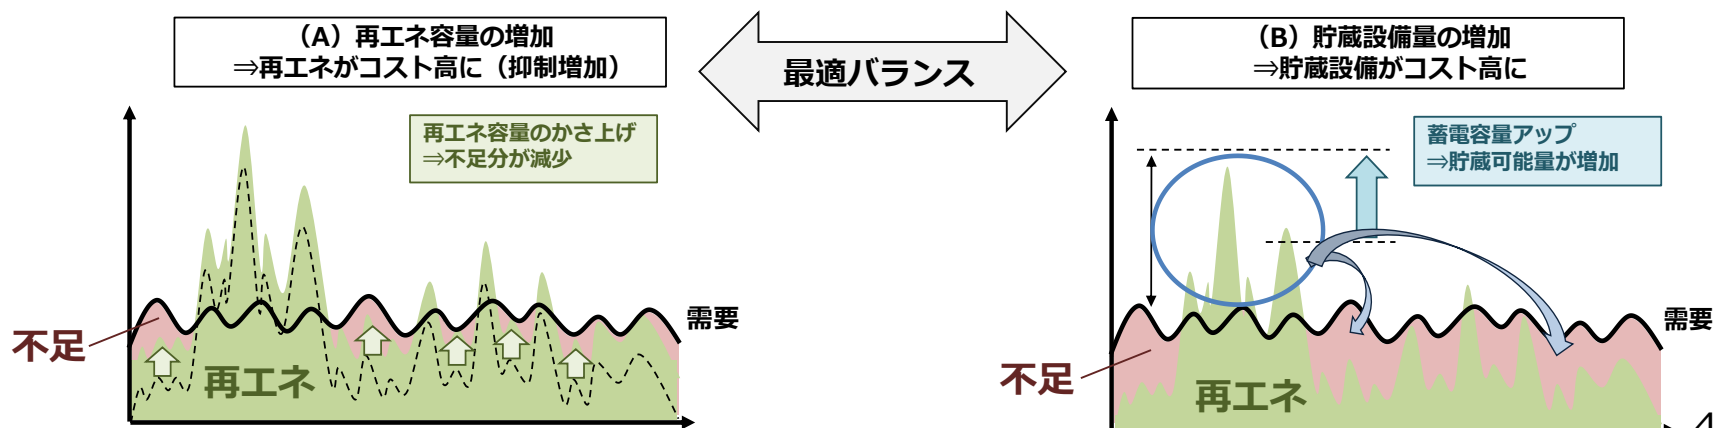 （A）再エネ容量の増加
⇒再エネがコスト高に（抑制増加）
再エネ容量のかさ上げ
⇒不足分が減少
不足
再エネ
需要
最適バランス
（B）貯蔵設備量の増加
⇒貯蔵設備がコスト高に
蓄電容量アップ
⇒貯蔵可能量が増加
不足
再エネ
需要
4